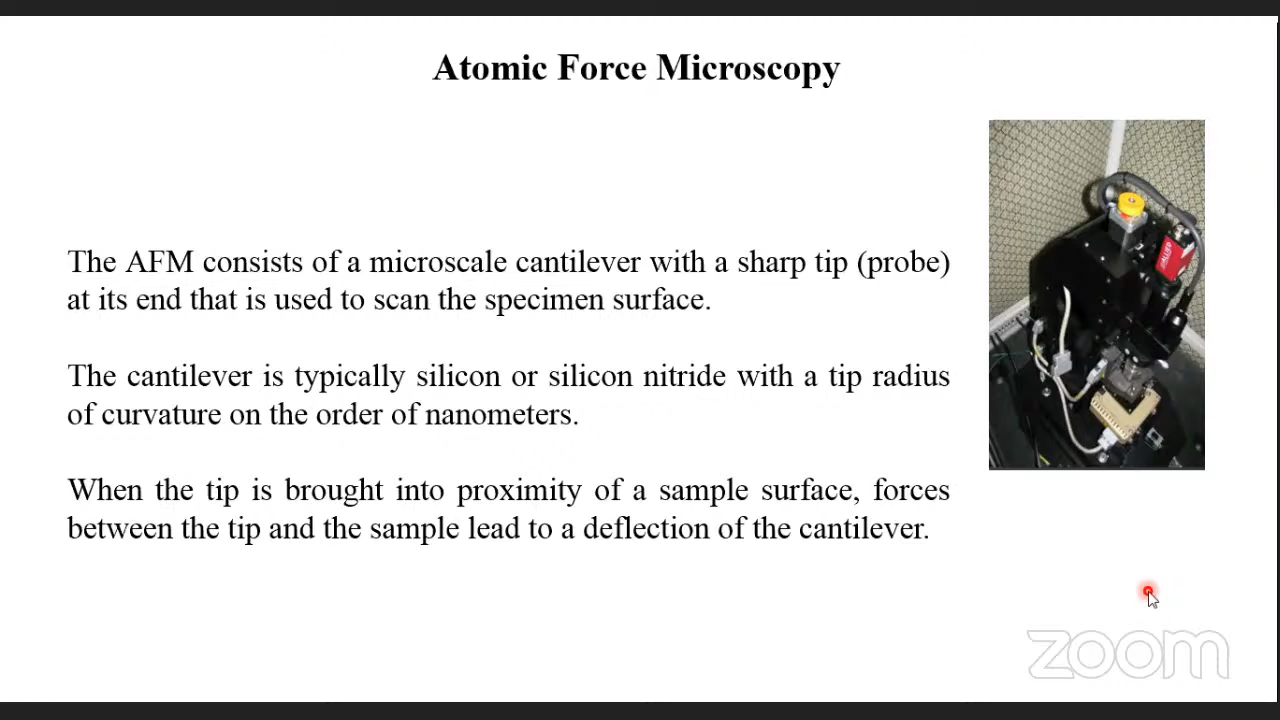 Atomic Force Microscopy
The AFM consists of a microscale cantilever with a sharp tip (probe)
at its end that is used to scan the specimen surface.
The cantilever is typically silicon or silicon nitride with a tip radius
of curvature on the order of nanometers.
When the tip is brought into proximity of a sample surface, forces
between the tip and the sample lead to a deflection of the cantilever.
zoom